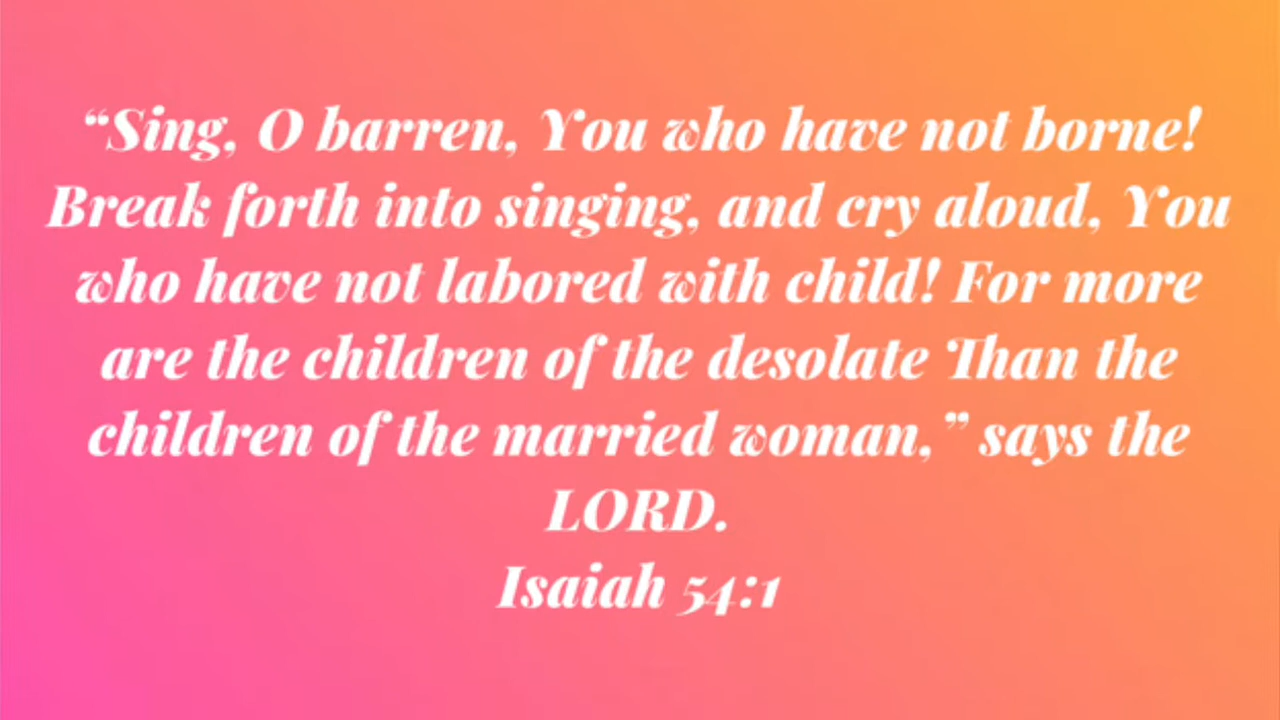 “Sing, O barren, You who have not borne!
Break forth into singing, and cry aloud, You
who have not labored with child! For more
are the children of the desolate Than the
children of the married woman,” says the
LORD.
Isaiah 54:1